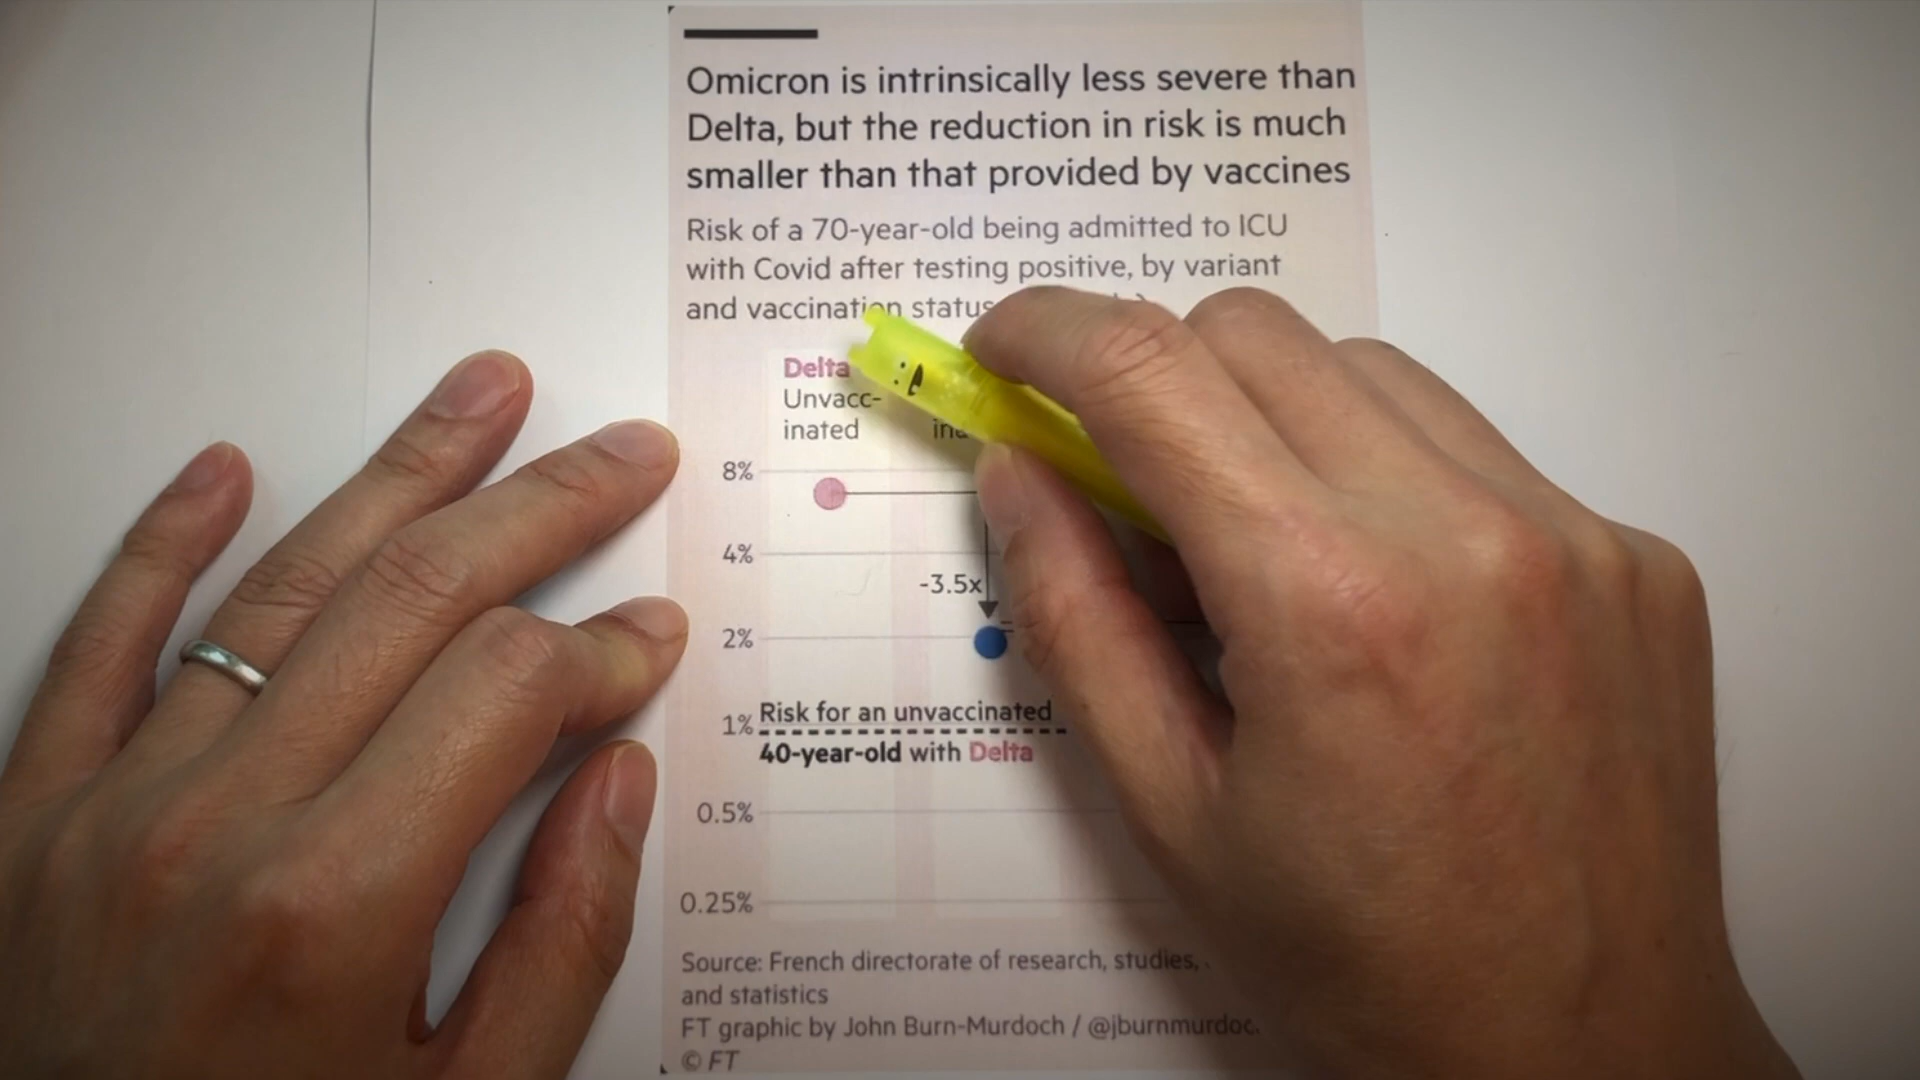 Omicron is intrinsically less severe than
Delta, but the reduction in risk is much
smaller than that provided by vaccines
Risk of a 70-year-old being admitted to ICU
with Covid after testing positive, by variant
and vaccination status
Delta
Unvacc-
inated
8%
4%
-3.5x
2%
1%
Risk for an unvaccinated
40-year-old with Delta
0.5%
0.25%
Source: French directorate of research, studies,
and statistics
FT graphic by John Burn-Murdoch / @jburnmurdoc
© FT